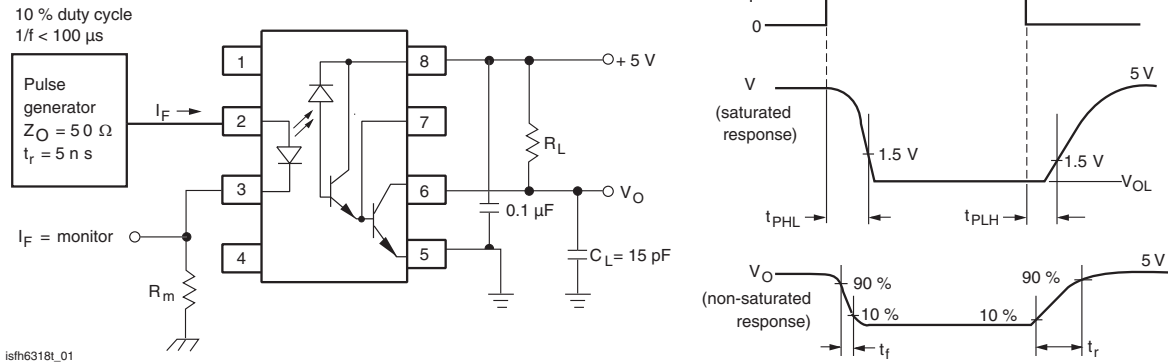 10 % duty cycle
1/f < 100 µs
Pulse
generator
Z_O = 50 Ω
t_r = 5 n s
I_F
1
2
3
4
8
7
6
5
+ 5 V
R_L
V_O
0.1 µF
C_L = 15 pF
I_F = monitor
R_m
isfh6318t_01
0
V
(saturated
response)
5 V
1.5 V
1.5 V
V_OL
t_PHL
t_PLH
V_O
(non-saturated
response)
90 %
10 %
90 %
10 %
5 V
t_f
t_r